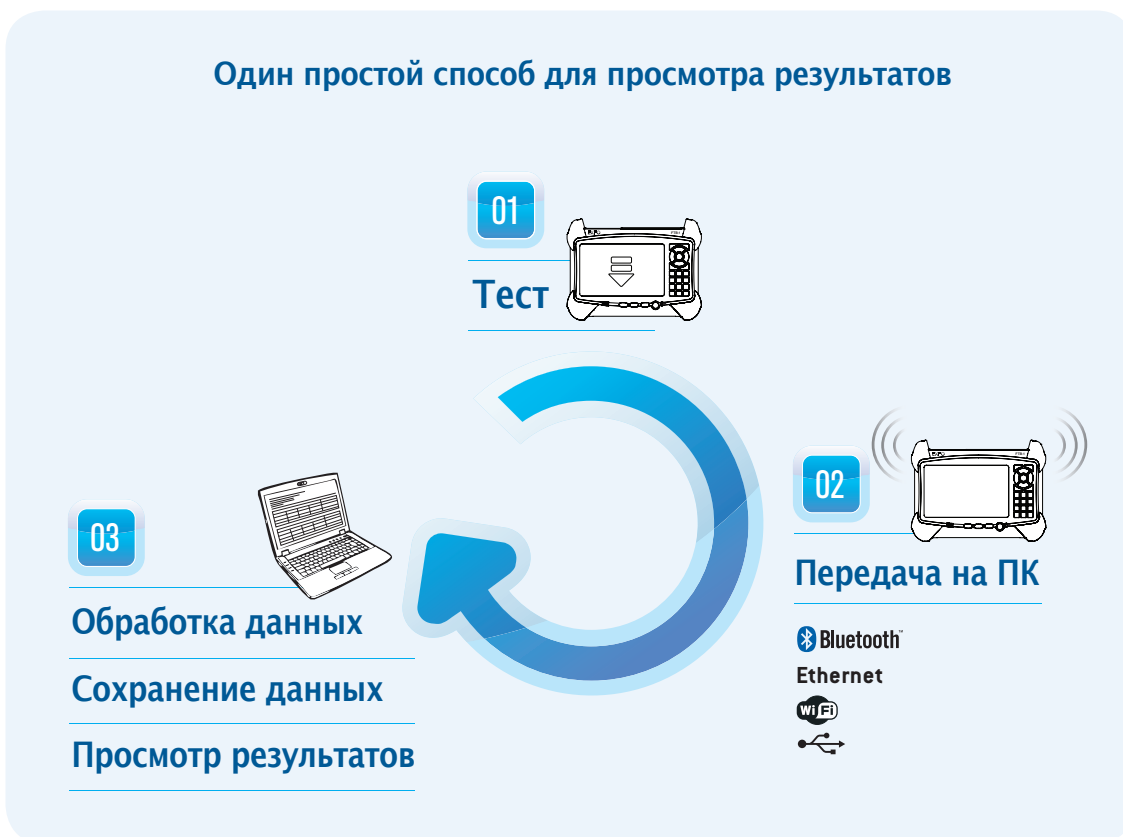 Один простой способ для просмотра результатов
01
Тест
02
Передача на ПК
Bluetooth™
Ethernet
Wi Fi
03
Обработка данных
Сохранение данных
Просмотр результатов